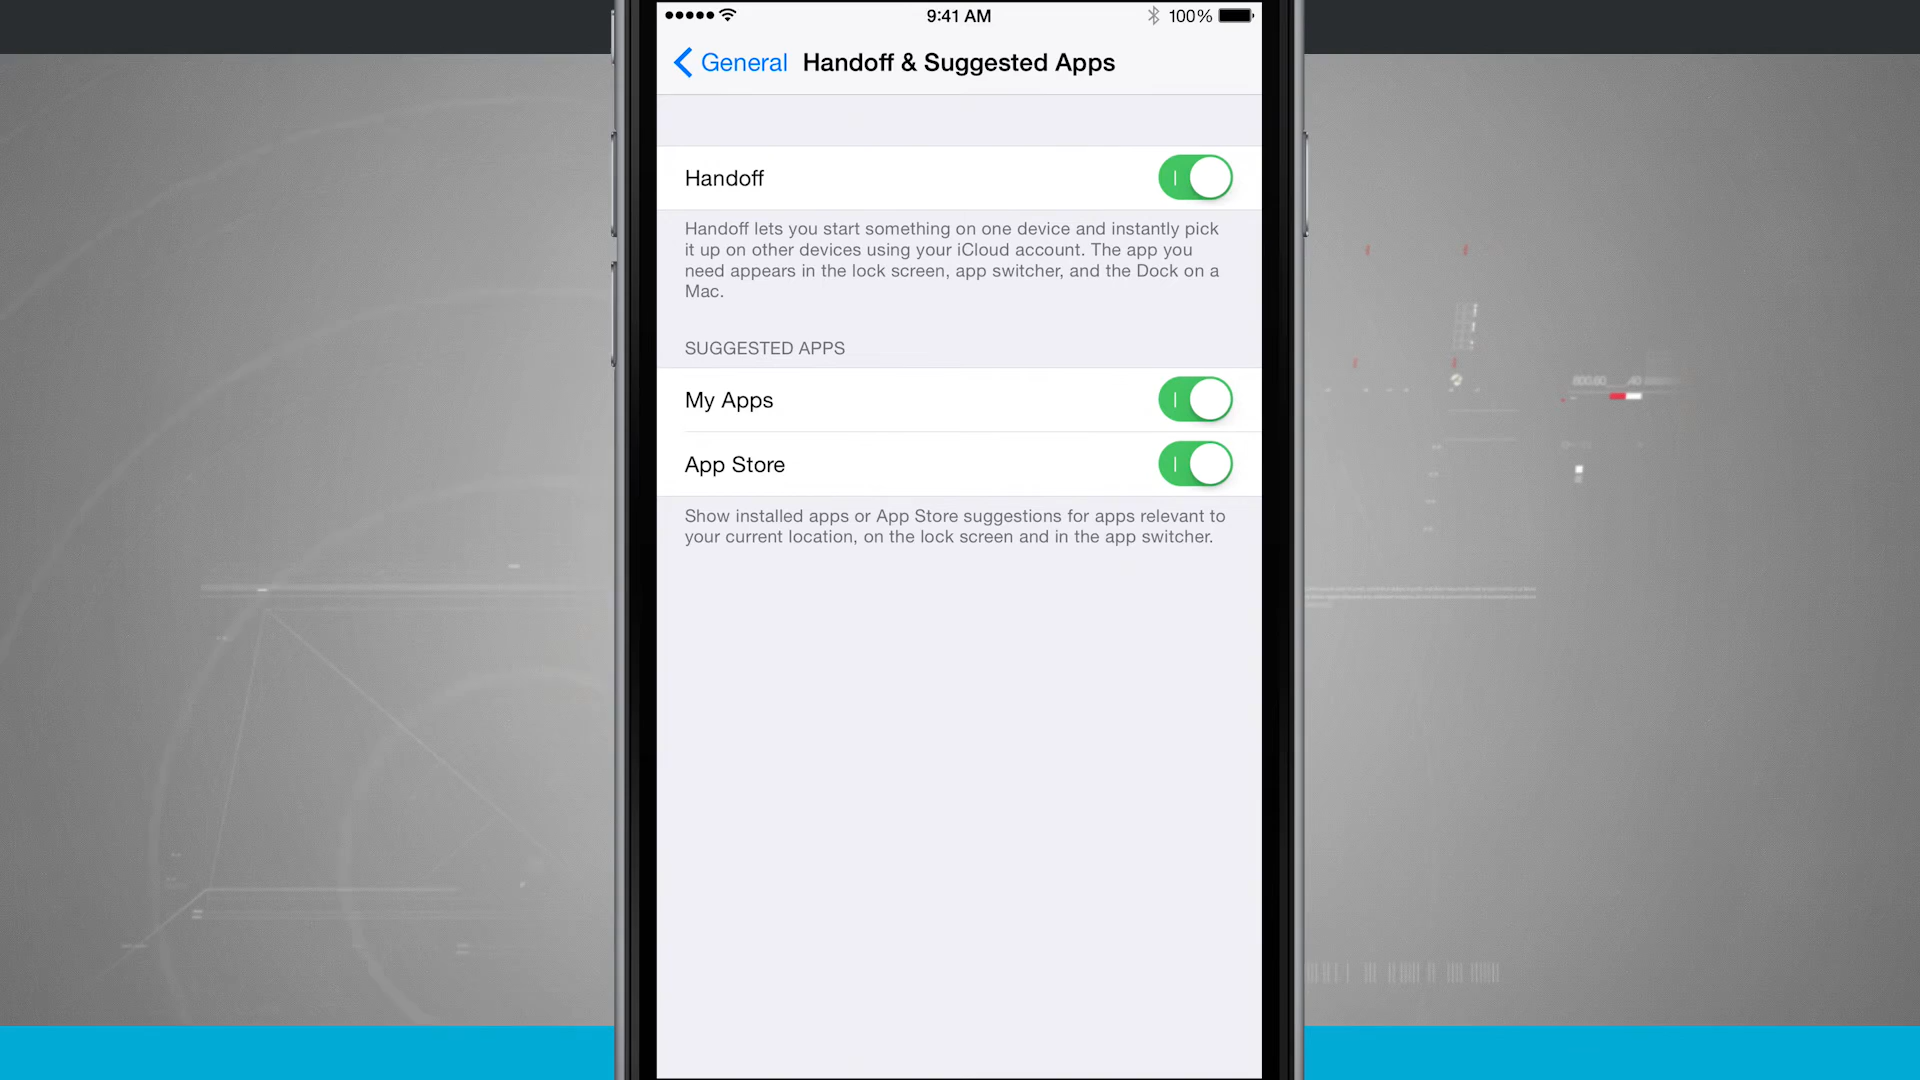 9:41 AM
100%
General
Handoff & Suggested Apps
Handoff
Handoff lets you start something on one device and instantly pick
it up on other devices using your iCloud account. The app you
need appears in the lock screen, app switcher, and the Dock on a
Mac.
SUGGESTED APPS
My Apps
App Store
Show installed apps or App Store suggestions for apps relevant to
your current location, on the lock screen and in the app switcher.